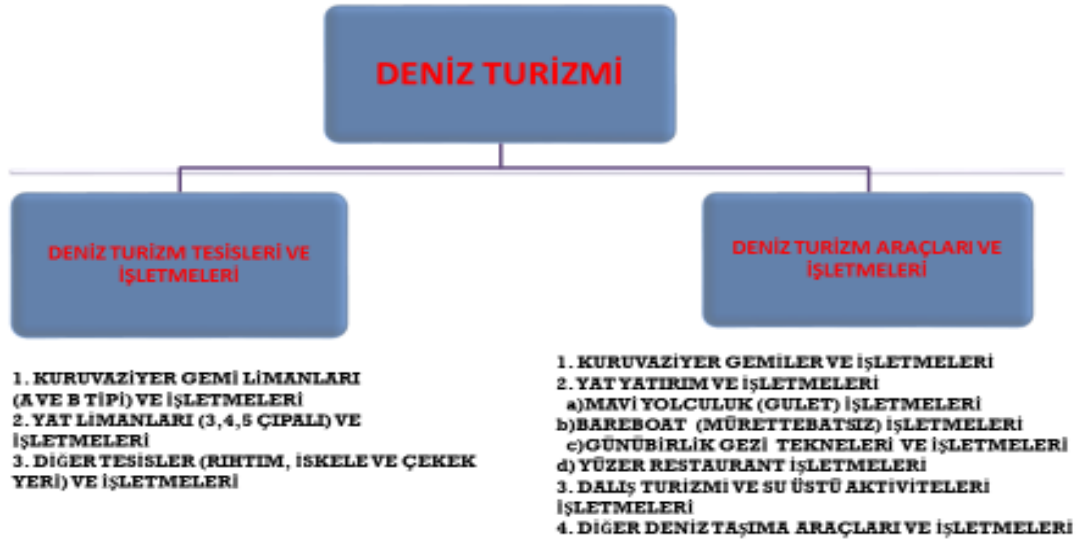 DENİZ TURİZMİ
DENİZ TURİZM TESİSLERİ VE
İŞLETMELERİ
1. KURUVAZİYER GEMİ LİMANLARI
(A VE B TİPİ) VE İŞLETMELERİ
2. YAT LİMANLARI (3,4,5 ÇIPALI) VE
İŞLETMELERİ
3. DİĞER TESİSLER (RIHTIM, İSKELE VE ÇEKEK
YERİ) VE İŞLETMELERİ
DENİZ TURİZM ARAÇLARI VE
İŞLETMELERİ
1. KURUVAZİYER GEMİLER VE İŞLETMELERİ
2. YAT YATIRIM VE İŞLETMELERİ
a)MAVİ YOLCULUK (GULET) İŞLETMELERİ
b)BAREBOAT (MÜRETTEBATSIZ) İŞLETMELERİ
c)GÜNÜBİRLİK GEZİ TEKNELERİ VE İŞLETMELERİ
d) YÜZER RESTAURANT İŞLETMELERİ
3. DALIŞ TURİZMİ VE SU ÜSTÜ AKTİVİTELERİ
İŞLETMELERİ
4. DİĞER DENİZ TAŞIMA ARAÇLARI VE İŞLETMELERİ